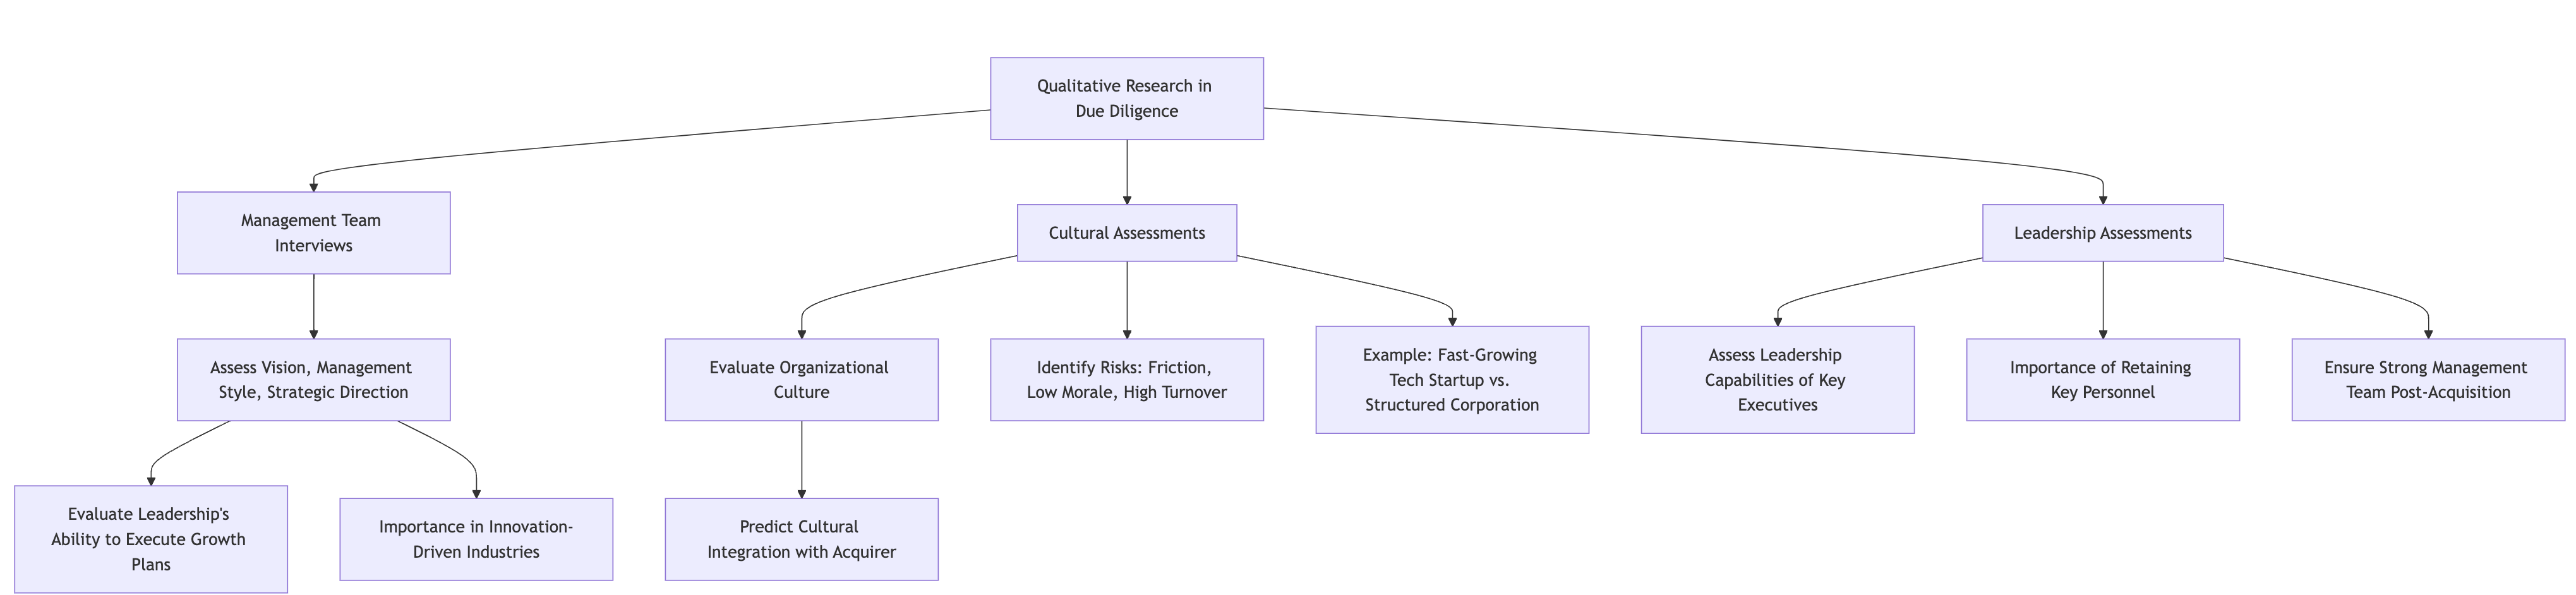 Qualitative Research in
Due Diligence
Management Team
Interviews
Cultural Assessments
Leadership Assessments
Assess Vision, Management
Style, Strategic Direction
Evaluate Organizational
Culture
Identify Risks: Friction,
Low Morale, High Turnover
Example: Fast-Growing
Tech Startup vs.
Structured Corporation
Assess Leadership
Capabilities of Key
Executives
Importance of Retaining
Key Personnel
Ensure Strong Management
Team Post-Acquisition
Evaluate Leadership's
Ability to Execute Growth
Plans
Importance in Innovation-
Driven Industries
Predict Cultural
Integration with Acquirer